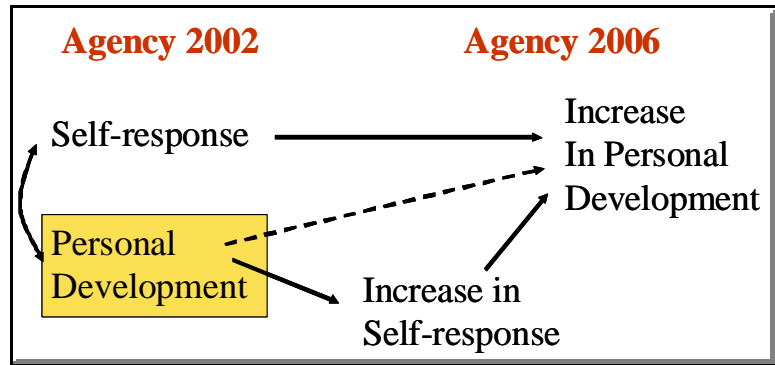 Agency 2002
Agency 2006
Self-response
Increase
In Personal
Development
Personal
Development
Increase in
Self-response